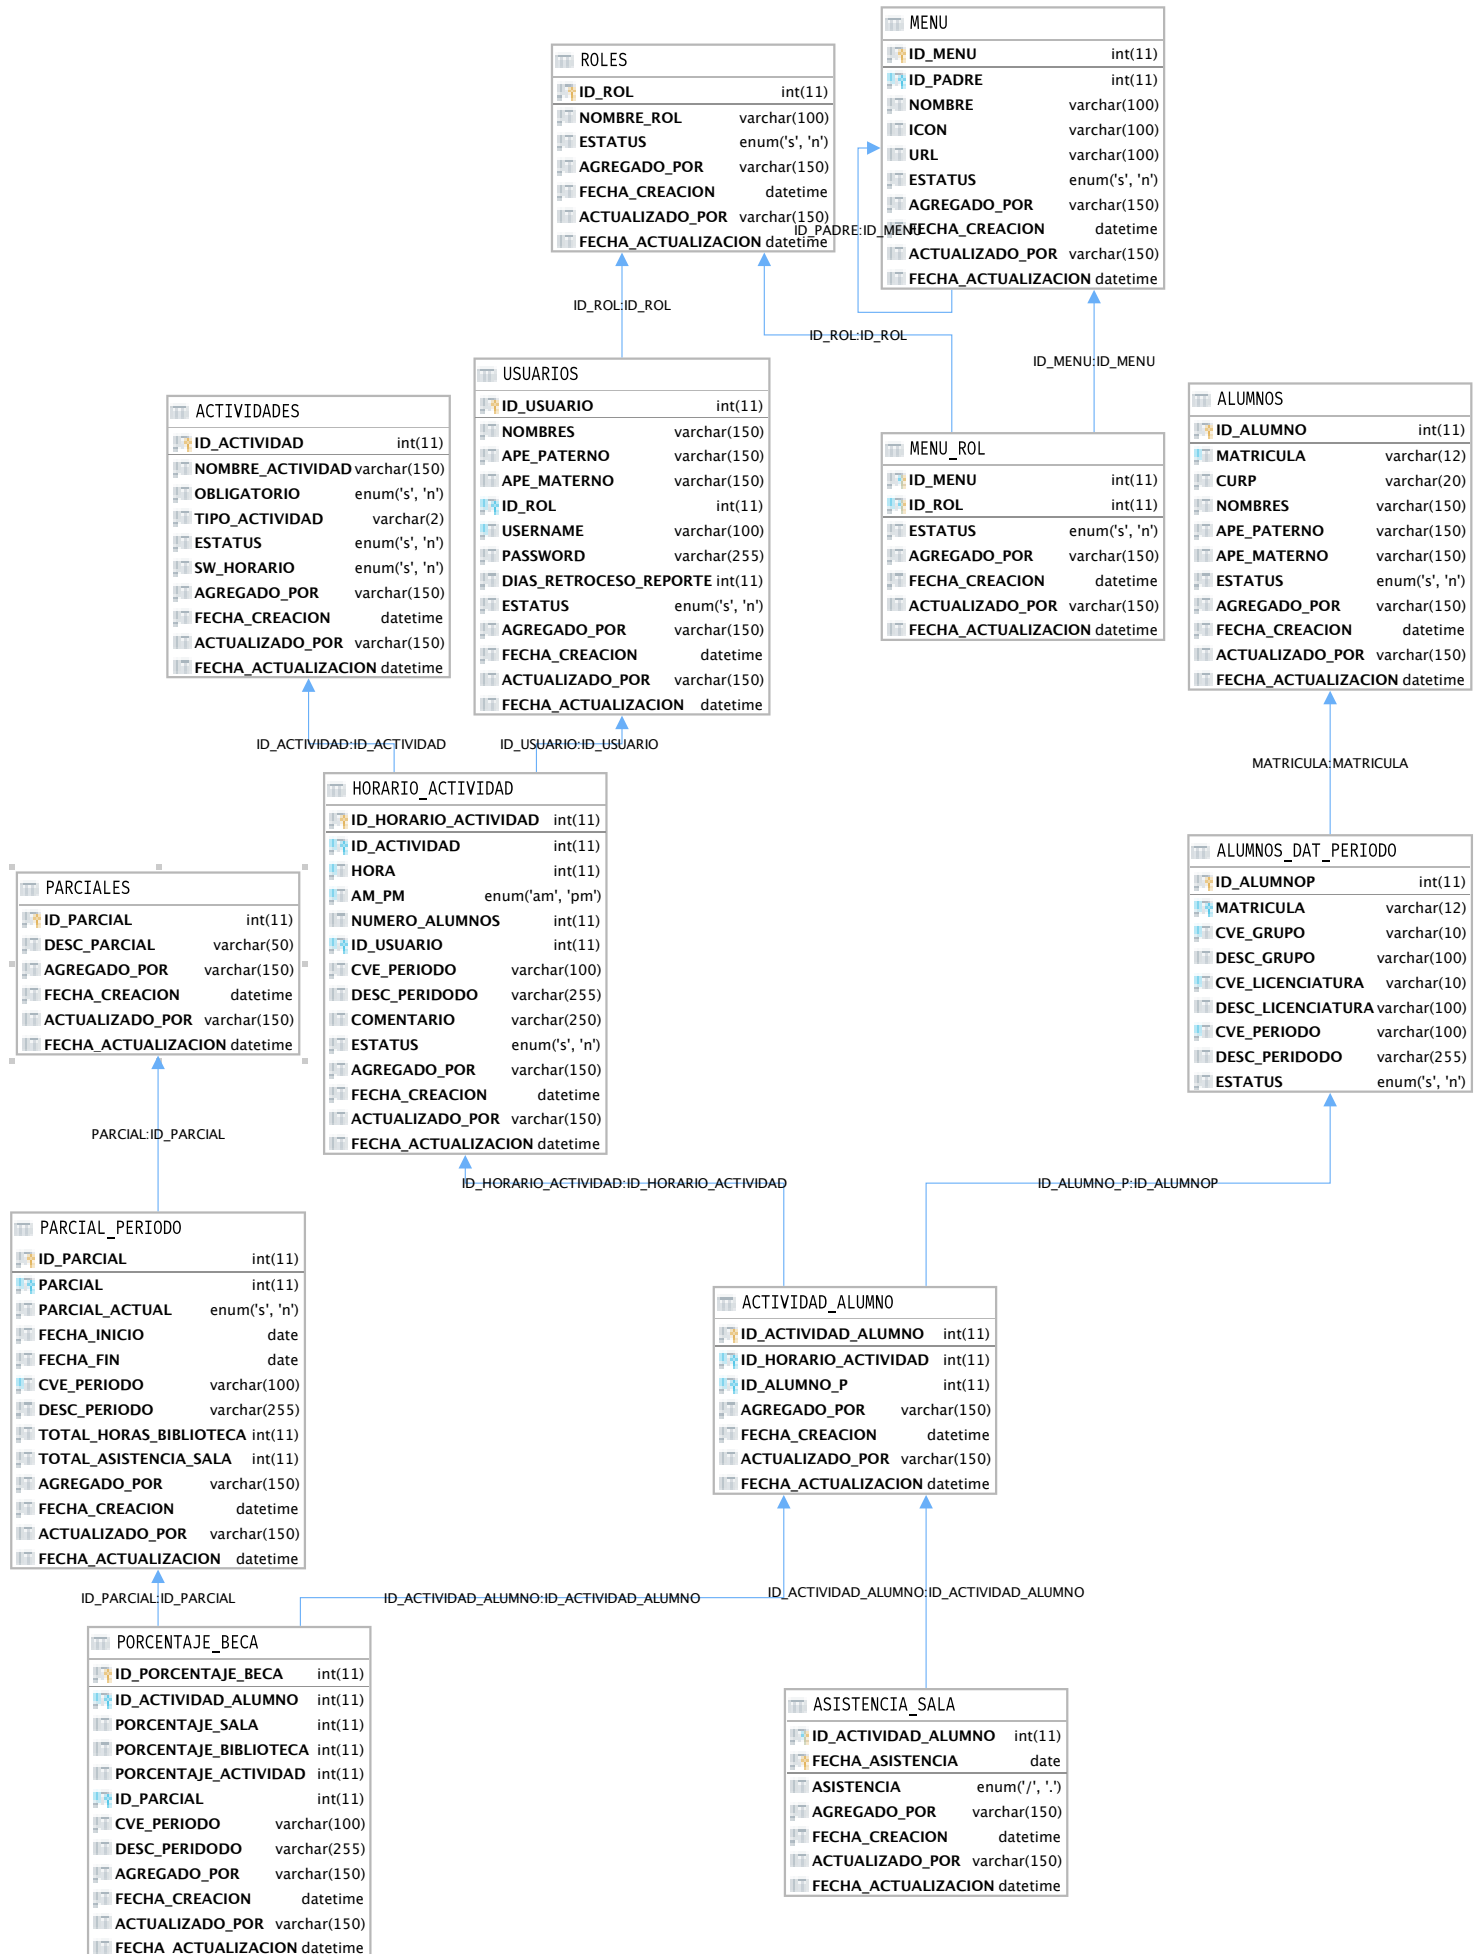 MENU
ID_MENU int(11)
ID_PADRE int(11)
NOMBRE varchar(100)
ICON varchar(100)
URL varchar(100)
ESTATUS enum('s', 'n')
AGREGADO_POR varchar(150)
FECHA_CREACION datetime
ACTUALIZADO_POR varchar(150)
FECHA_ACTUALIZACION datetime
ROLES
ID_ROL int(11)
NOMBRE_ROL varchar(100)
ESTATUS enum('s', 'n')
AGREGADO_POR varchar(150)
FECHA_CREACION datetime
ACTUALIZADO_POR varchar(150)
FECHA_ACTUALIZACION datetime
ID_PADRE:ID_MENU
ID_ROL:ID_ROL
ID_ROL:ID_ROL
ID_MENU:ID_MENU
USUARIOS
ID_USUARIO int(11)
NOMBRES varchar(150)
APE_PATERNO varchar(150)
APE_MATERNO varchar(150)
ID_ROL int(11)
USERNAME varchar(100)
PASSWORD varchar(255)
DIAS_RETROCESO_REPORTE int(11)
ESTATUS enum('s', 'n')
AGREGADO_POR varchar(150)
FECHA_CREACION datetime
ACTUALIZADO_POR varchar(150)
FECHA_ACTUALIZACION datetime
ACTIVIDADES
ID_ACTIVIDAD int(11)
NOMBRE_ACTIVIDAD varchar(150)
OBLIGATORIO enum('s', 'n')
TIPO_ACTIVIDAD varchar(2)
ESTATUS enum('s', 'n')
SW_HORARIO enum('s', 'n')
AGREGADO_POR varchar(150)
FECHA_CREACION datetime
ACTUALIZADO_POR varchar(150)
FECHA_ACTUALIZACION datetime
MENU_ROL
ID_MENU int(11)
ID_ROL int(11)
ESTATUS enum('s', 'n')
AGREGADO_POR varchar(150)
FECHA_CREACION datetime
ACTUALIZADO_POR varchar(150)
FECHA_ACTUALIZACION datetime
ALUMNOS
ID_ALUMNO int(11)
MATRICULA varchar(12)
CURP varchar(20)
NOMBRES varchar(150)
APE_PATERNO varchar(150)
APE_MATERNO varchar(150)
ESTATUS enum('s', 'n')
AGREGADO_POR varchar(150)
FECHA_CREACION datetime
ACTUALIZADO_POR varchar(150)
FECHA_ACTUALIZACION datetime
ID_ACTIVIDAD:ID_ACTIVIDAD
ID_USUARIO:ID_USUARIO
MATRICULA:MATRICULA
HORARIO_ACTIVIDAD
ID_HORARIO_ACTIVIDAD int(11)
ID_ACTIVIDAD int(11)
HORA int(11)
AM_PM enum('am', 'pm')
NUMERO_ALUMNOS int(11)
ID_USUARIO int(11)
CVE_PERIODO varchar(100)
DESC_PERIDODO varchar(255)
COMENTARIO varchar(250)
ESTATUS enum('s', 'n')
AGREGADO_POR varchar(150)
FECHA_CREACION datetime
ACTUALIZADO_POR varchar(150)
FECHA_ACTUALIZACION datetime
PARCIALES
ID_PARCIAL int(11)
DESC_PARCIAL varchar(50)
AGREGADO_POR varchar(150)
FECHA_CREACION datetime
ACTUALIZADO_POR varchar(150)
FECHA_ACTUALIZACION datetime
ALUMNOS_DAT_PERIODO
ID_ALUMNOP int(11)
MATRICULA varchar(12)
CVE_GRUPO varchar(10)
DESC_GRUPO varchar(100)
CVE_LICENCIATURA varchar(10)
DESC_LICENCIATURA varchar(100)
CVE_PERIODO varchar(100)
DESC_PERIDODO varchar(255)
ESTATUS enum('s', 'n')
PARCIAL:ID_PARCIAL
ID_HORARIO_ACTIVIDAD:ID_HORARIO_ACTIVIDAD
ID_ALUMNO_P:ID_ALUMNOP
PARCIAL_PERIODO
ID_PARCIAL int(11)
PARCIAL int(11)
PARCIAL_ACTUAL enum('s', 'n')
FECHA_INICIO date
FECHA_FIN date
CVE_PERIODO varchar(100)
DESC_PERIODO varchar(255)
TOTAL_HORAS_BIBLIOTECA int(11)
TOTAL_ASISTENCIA_SALA int(11)
AGREGADO_POR varchar(150)
FECHA_CREACION datetime
ACTUALIZADO_POR varchar(150)
FECHA_ACTUALIZACION datetime
ACTIVIDAD_ALUMNO
ID_ACTIVIDAD_ALUMNO int(11)
ID_HORARIO_ACTIVIDAD int(11)
ID_ALUMNO_P int(11)
AGREGADO_POR varchar(150)
FECHA_CREACION datetime
ACTUALIZADO_POR varchar(150)
FECHA_ACTUALIZACION datetime
ID_PARCIAL:ID_PARCIAL
ID_ACTIVIDAD_ALUMNO:ID_ACTIVIDAD_ALUMNO
ID_ACTIVIDAD_ALUMNO:ID_ACTIVIDAD_ALUMNO
PORCENTAJE_BECA
ID_PORCENTAJE_BECA int(11)
ID_ACTIVIDAD_ALUMNO int(11)
PORCENTAJE_SALA int(11)
PORCENTAJE_BIBLIOTECA int(11)
PORCENTAJE_ACTIVIDAD int(11)
ID_PARCIAL int(11)
CVE_PERIODO varchar(100)
DESC_PERIDODO varchar(255)
AGREGADO_POR varchar(150)
FECHA_CREACION datetime
ACTUALIZADO_POR varchar(150)
FECHA_ACTUALIZACION datetime
ASISTENCIA_SALA
ID_ACTIVIDAD_ALUMNO int(11)
FECHA_ASISTENCIA date
ASISTENCIA enum('/', '.')
AGREGADO_POR varchar(150)
FECHA_CREACION datetime
ACTUALIZADO_POR varchar(150)
FECHA_ACTUALIZACION datetime